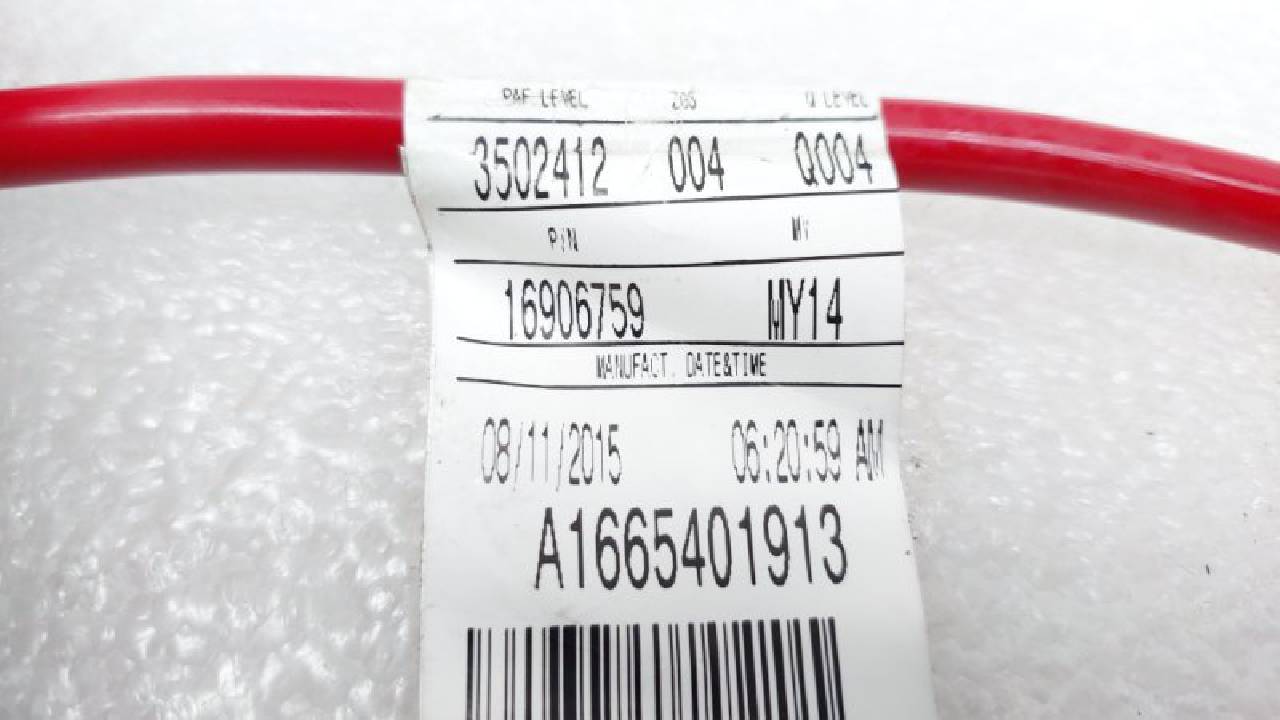 P&F LEVEL ZGS Q LEVEL
3502412 004 Q004
P/N MY
16906759 MY14
MANUFACT. DATE&TIME
08/11/2015 06:20:59 AM
A1665401913